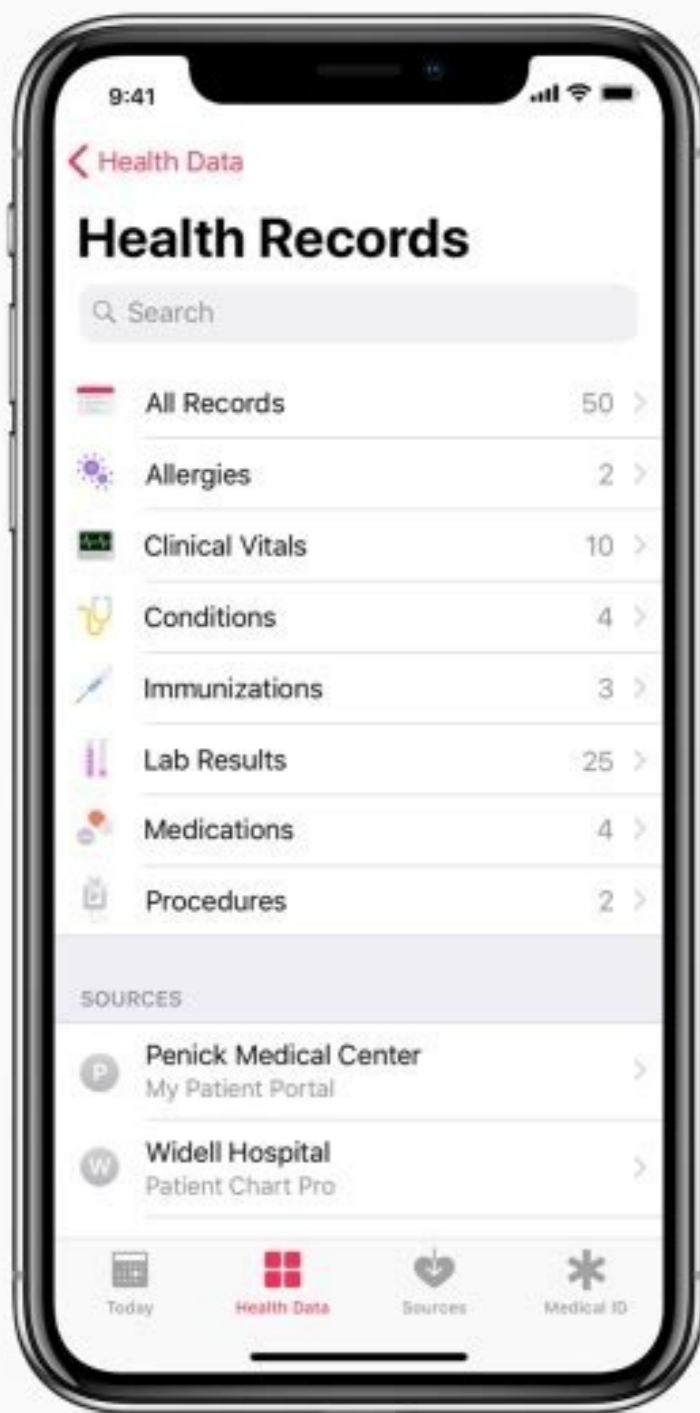 9:41
Health Data
Health Records
Search
All Records 50
Allergies 2
Clinical Vitals 10
Conditions 4
Immunizations 3
Lab Results 25
Medications 4
Procedures 2
SOURCES
P
Penick Medical Center
My Patient Portal
W
Widell Hospital
Patient Chart Pro
Today Health Data Sources Medical ID